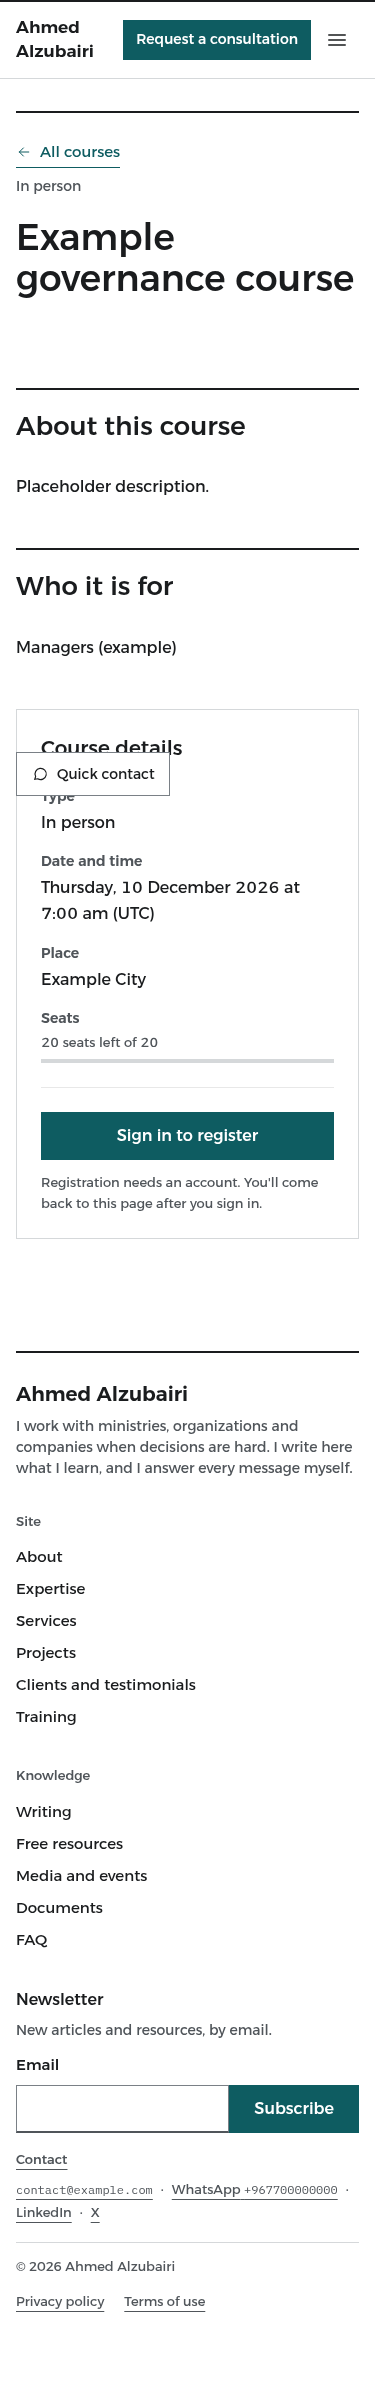 Ahmed
Alzubairi
Request a consultation
All courses
In person
Example
governance course
About this course
Placeholder description.
Who it is for
Managers (example)
Course details
Quick contact
Type
In person
Date and time
Thursday, 10 December 2026 at
7:00 am (UTC)
Place
Example City
Seats
20 seats left of 20
Sign in to register
Registration needs an account. You'll come
back to this page after you sign in.
Ahmed Alzubairi
I work with ministries, organizations and
companies when decisions are hard. I write here
what I learn, and I answer every message myself.
Site
About
Expertise
Services
Projects
Clients and testimonials
Training
Knowledge
Writing
Free resources
Media and events
Documents
FAQ
Newsletter
New articles and resources, by email.
Email
Subscribe
Contact
contact@example.com · WhatsApp +967700000000 ·
LinkedIn · X
© 2026 Ahmed Alzubairi
Privacy policy Terms of use